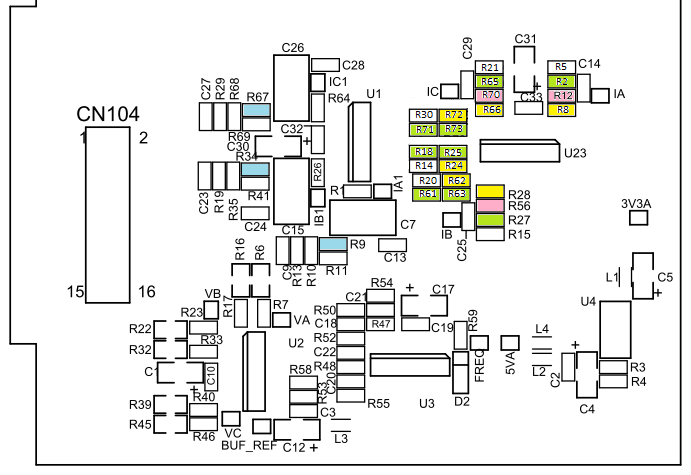 C26
C28
IC1
R64
C27
R29
R68
R67
R69
C30
C32
R34
R41
C23
R19
R35
C24
R26
IB1
CN104
1
2
15
16
U1
R1
IA1
C7
C13
C15
R9
R11
C9
R13
R10
R16
R6
C29
C31
C14
R21
R65
R70
R66
IC
C33
R5
R2
R12
R8
IA
R30
R72
R71
R73
R18
R25
R14
R24
R20
R62
R61
R63
U23
R28
R56
R27
R15
IB
C25
3V3A
L1
C5
U4
VB
R17
R7
VA
R23
R22
R33
R32
C10
R40
R39
R46
R45
VC
BUF_REF
U2
R58
R53
C3
C12
L3
R54
C21
R50
C18
R47
R52
C22
R48
C20
R55
C17
C19
R59
FREC
5VA
U3
D2
L4
L2
C2
C4
R3
R4